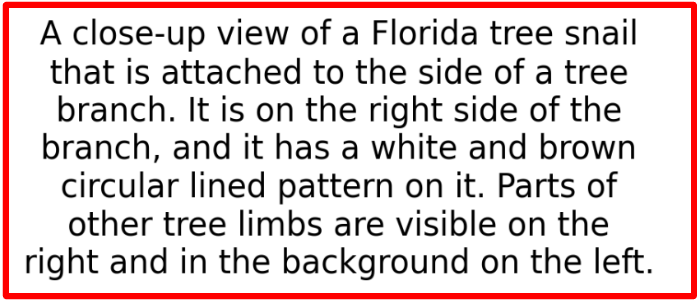 A close-up view of a Florida tree snail
that is attached to the side of a tree
branch. It is on the right side of the
branch, and it has a white and brown
circular lined pattern on it. Parts of
other tree limbs are visible on the
right and in the background on the left.